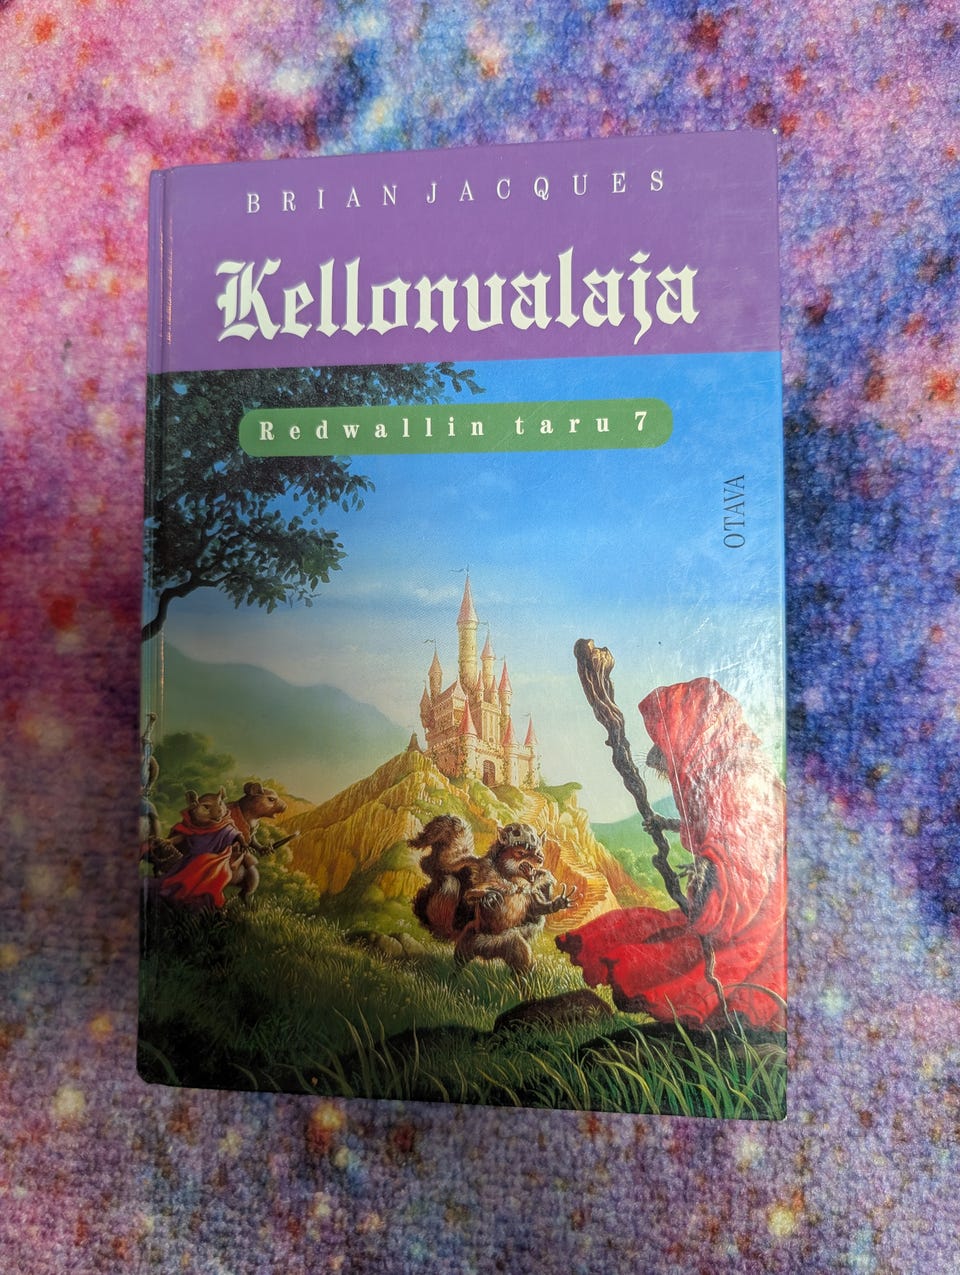 BRIAN JACQUES
Kellonvalaja
Redwallin taru 7
OTAVA